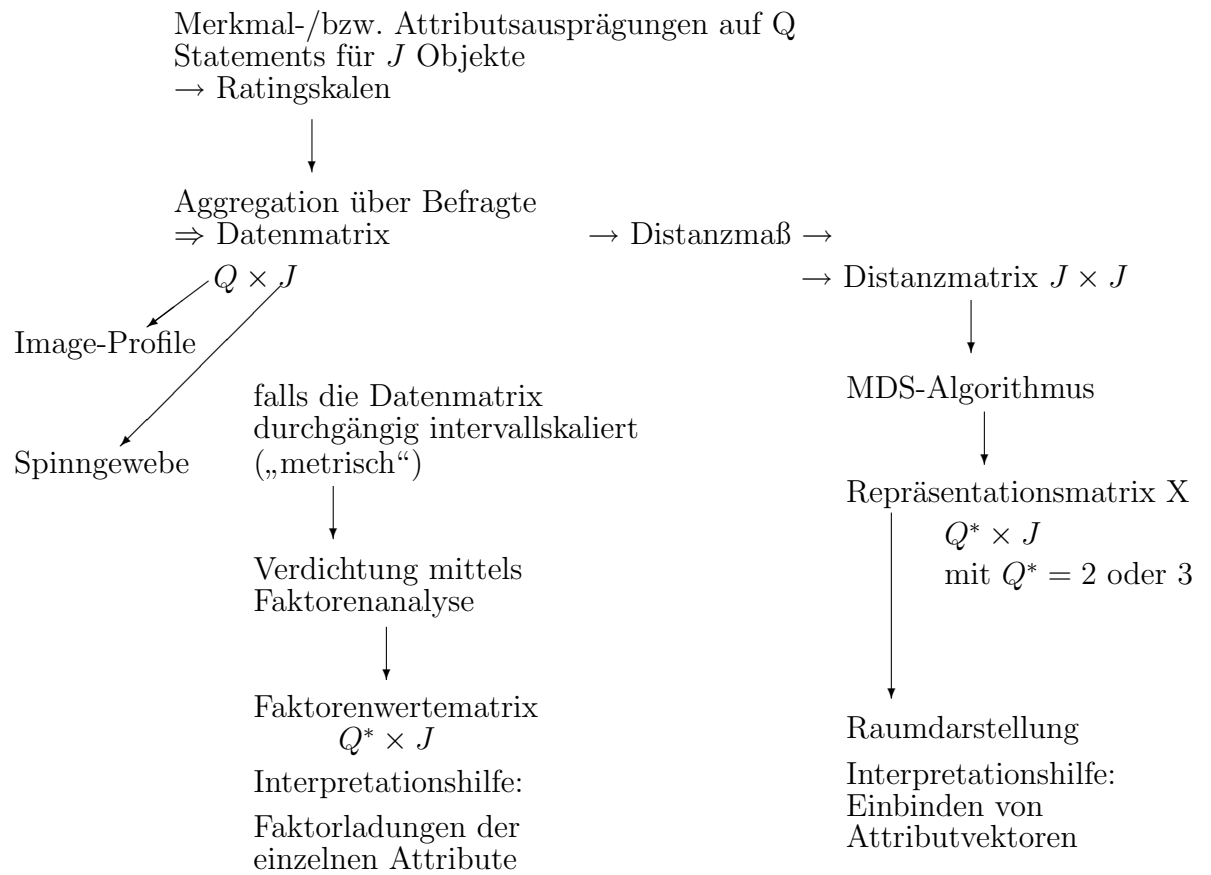 Merkmal-/bzw. Attributsausprägungen auf Q
Statements für J Objekte
→ Ratingskalen
Aggregation über Befragte
⇒ Datenmatrix → Distanzmaß →
Q × J → Distanzmatrix J × J
Image-Profile
Spinngewebe
falls die Datenmatrix
durchgängig intervallskaliert
(„metrisch“)
Verdichtung mittels
Faktorenanalyse
Faktorenwertematrix
Q* × J
Interpretationshilfe:
Faktorladungen der
einzelnen Attribute
MDS-Algorithmus
Repräsentationsmatrix X
Q* × J
mit Q* = 2 oder 3
Raumdarstellung
Interpretationshilfe:
Einbinden von
Attributvektoren